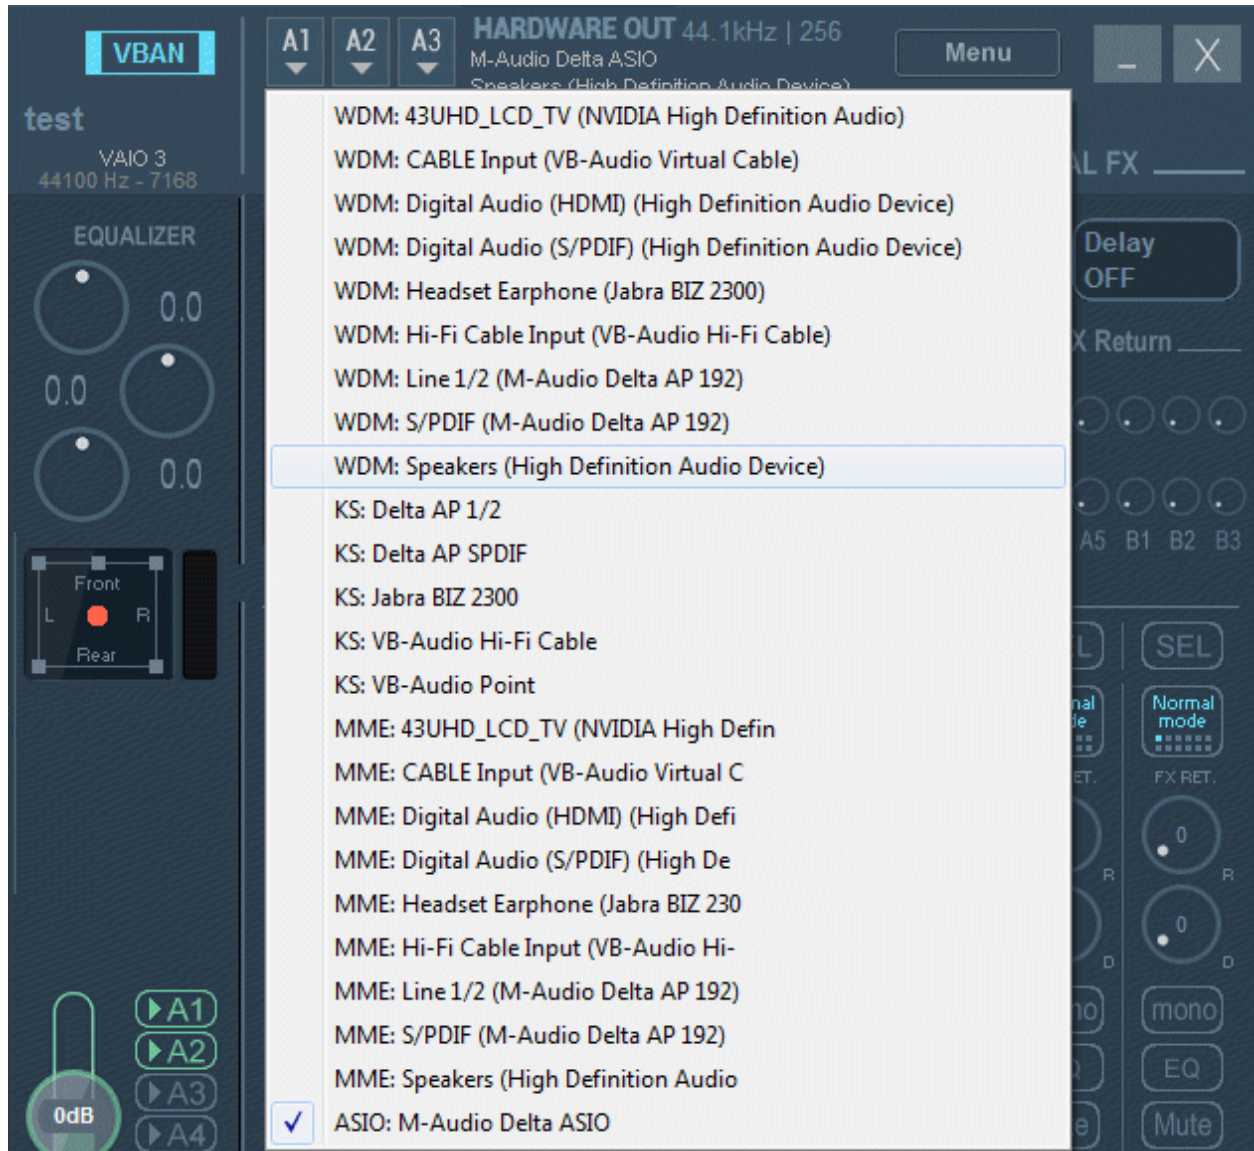 VBAN
A1 A2 A3
HARDWARE OUT 44.1kHz | 256
M-Audio Delta ASIO
Speakers (High Definition Audio Device)
Menu
X
test
VAIO 3
44100 Hz - 7168
EQUALIZER
0.0
0.0
0.0
Front
L R
Rear
A1
A2
A3
A4
0dB
WDM: 43UHD_LCD_TV (NVIDIA High Definition Audio)
WDM: CABLE Input (VB-Audio Virtual Cable)
WDM: Digital Audio (HDMI) (High Definition Audio Device)
WDM: Digital Audio (S/PDIF) (High Definition Audio Device)
WDM: Headset Earphone (Jabra BIZ 2300)
WDM: Hi-Fi Cable Input (VB-Audio Hi-Fi Cable)
WDM: Line 1/2 (M-Audio Delta AP 192)
WDM: S/PDIF (M-Audio Delta AP 192)
WDM: Speakers (High Definition Audio Device)
KS: Delta AP 1/2
KS: Delta AP SPDIF
KS: Jabra BIZ 2300
KS: VB-Audio Hi-Fi Cable
KS: VB-Audio Point
MME: 43UHD_LCD_TV (NVIDIA High Defin
MME: CABLE Input (VB-Audio Virtual C
MME: Digital Audio (HDMI) (High Defi
MME: Digital Audio (S/PDIF) (High De
MME: Headset Earphone (Jabra BIZ 230
MME: Hi-Fi Cable Input (VB-Audio Hi-
MME: Line 1/2 (M-Audio Delta AP 192)
MME: S/PDIF (M-Audio Delta AP 192)
MME: Speakers (High Definition Audio
ASIO: M-Audio Delta ASIO
AL FX
Delay
OFF
X Return
A5 B1 B2 B3
L SEL
Normal
mode
ET. FX RET.
0
R R
0
D D
mono
EQ
Mute